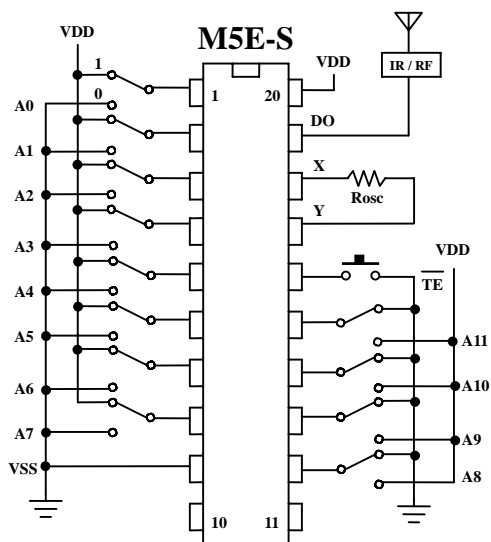 M5E-S
VDD
VDD
IR / RF
1
0
1
20
A0
DO
A1
X
Rosc
A2
Y
VDD
A3
TE
A4
A11
A5
A10
A6
A9
A7
A8
VSS
10
11